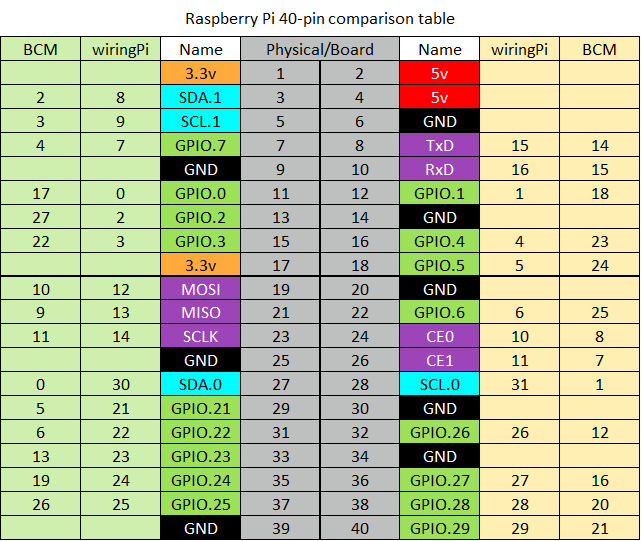 Raspberry Pi 40-pin comparison table
BCM wiringPi Name Physical/Board Name wiringPi BCM
3.3v 1 2 5v
2 8 SDA.1 3 4 5v
3 9 SCL.1 5 6 GND
4 7 GPIO.7 7 8 TxD 15 14
GND 9 10 RxD 16 15
17 0 GPIO.0 11 12 GPIO.1 1 18
27 2 GPIO.2 13 14 GND
22 3 GPIO.3 15 16 GPIO.4 4 23
3.3v 17 18 GPIO.5 5 24
10 12 MOSI 19 20 GND
9 13 MISO 21 22 GPIO.6 6 25
11 14 SCLK 23 24 CE0 10 8
GND 25 26 CE1 11 7
0 30 SDA.0 27 28 SCL.0 31 1
5 21 GPIO.21 29 30 GND
6 22 GPIO.22 31 32 GPIO.26 26 12
13 23 GPIO.23 33 34 GND
19 24 GPIO.24 35 36 GPIO.27 27 16
26 25 GPIO.25 37 38 GPIO.28 28 20
GND 39 40 GPIO.29 29 21